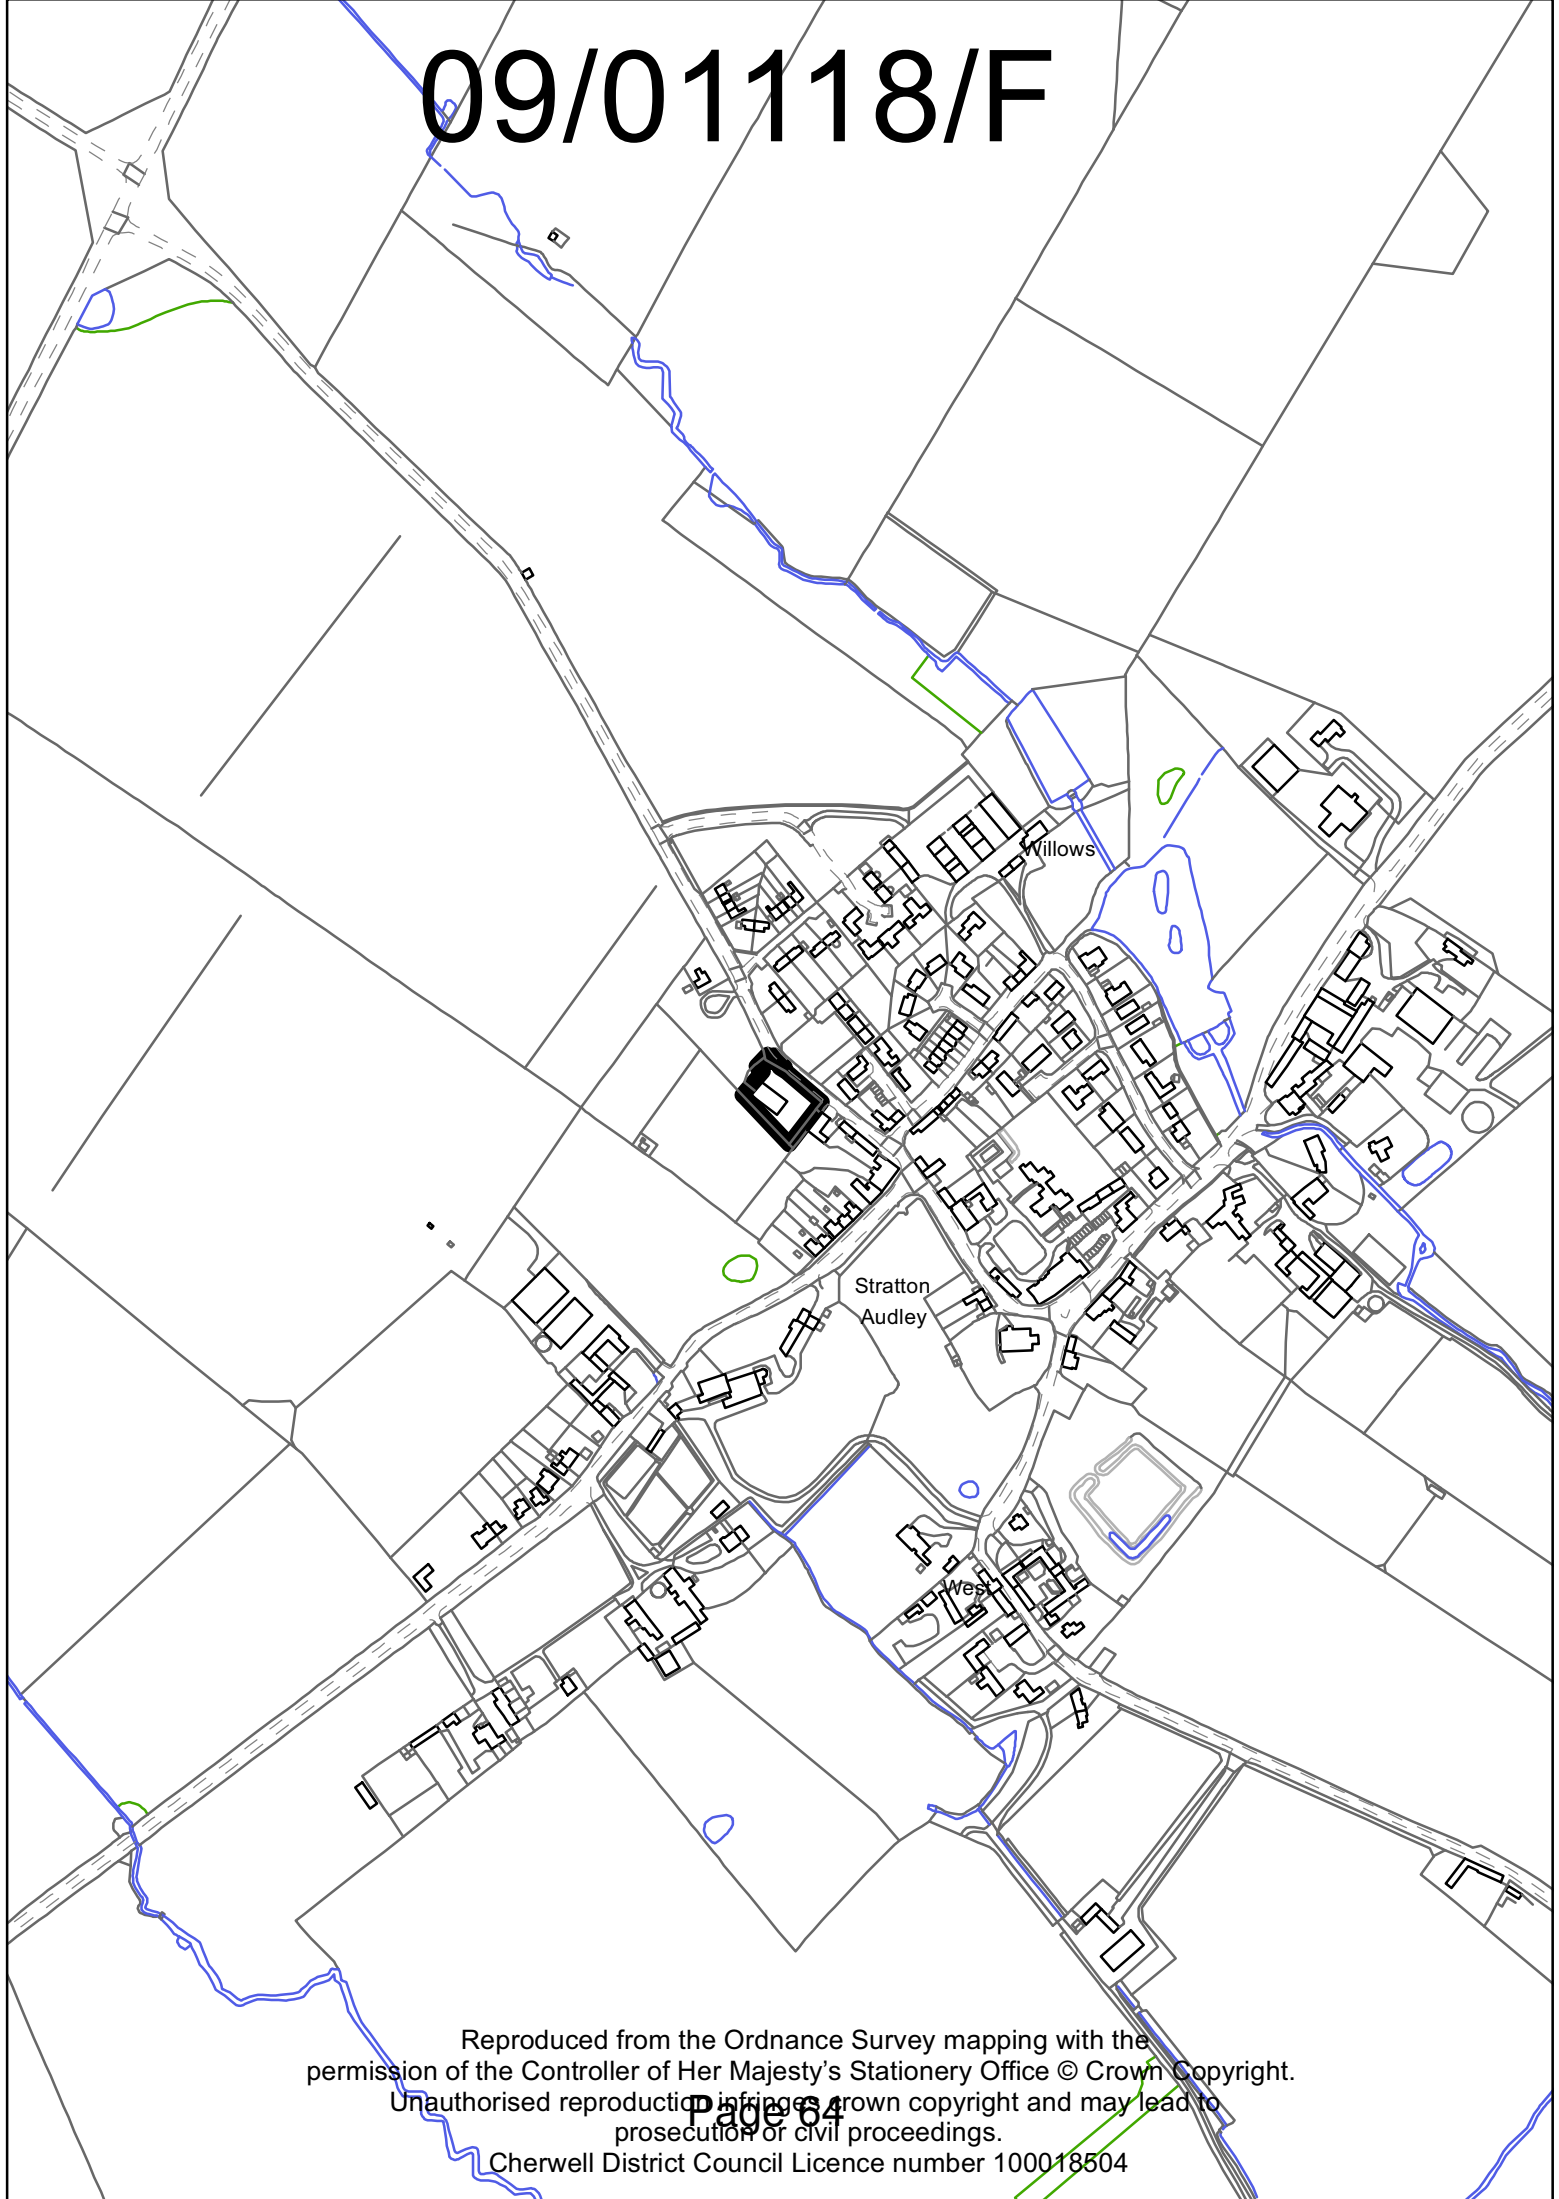 09/01118/F
Willows
Stratton
Audley
West
Reproduced from the Ordnance Survey mapping with the
permission of the Controller of Her Majesty’s Stationery Office © Crown Copyright.
Unauthorised reproduction infringes crown copyright and may lead to
Page 64
prosecution or civil proceedings.
Cherwell District Council Licence number 100018504